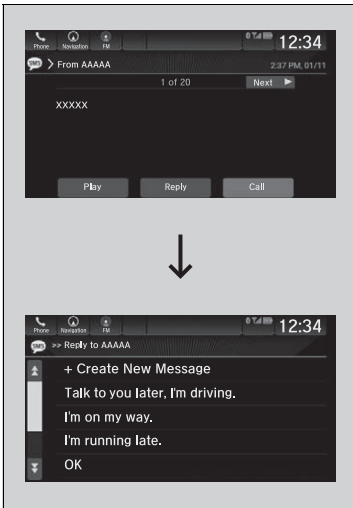 Phone Navigation FM 12:34
SMS From AAAAA 2:37 PM, 01/11
1 of 20 Next
XXXXX
Play Reply Call
Phone Navigation FM 12:34
SMS >> Reply to AAAAA
+ Create New Message
Talk to you later, I'm driving.
I'm on my way.
I'm running late.
OK